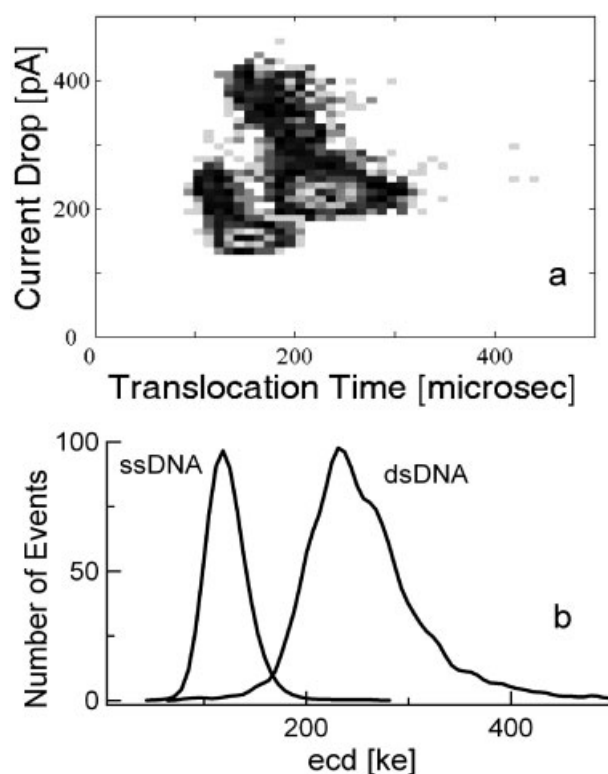 Current Drop [pA]
400
200
0
a
0
200
400
Translocation Time [microsec]
Number of Events
100
50
0
ssDNA
dsDNA
b
200
400
ecd [ke]